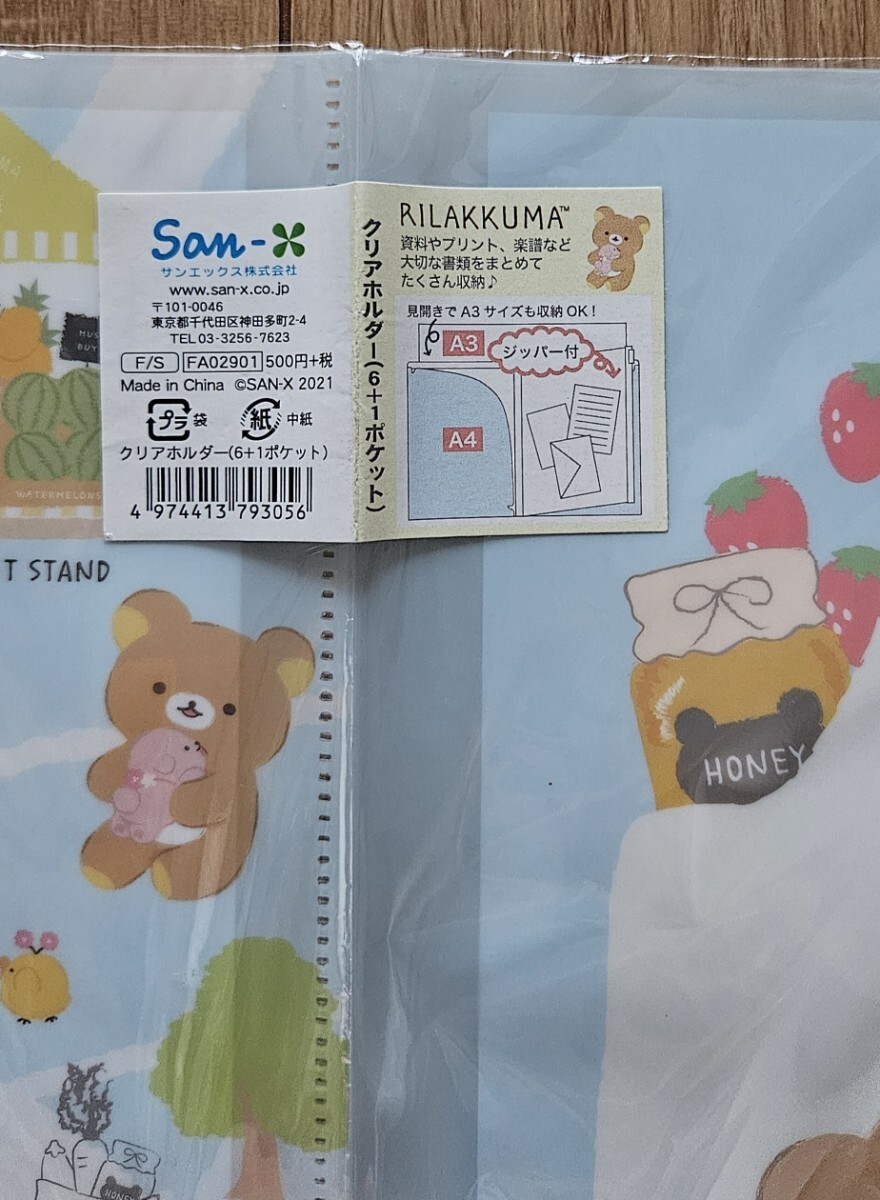 San-X
サンエックス株式会社
www.san-x.co.jp
〒101-0046
東京都千代田区神田多町2-4
TEL 03-3256-7623
F/S FA02901 500円+税
Made in China ©SAN-X 2021
プラ 袋 紙 中紙
クリアホルダー(6+1ポケット)
4 974413 793056
クリアホルダー(6+1ポケット)
RILAKKUMA™
資料やプリント、楽譜など
大切な書類をまとめて
たくさん収納♪
見開きでA3サイズも収納OK!
A3
ジッパー付
A4
WATERMELONS
T STAND
HONEY
HONEY